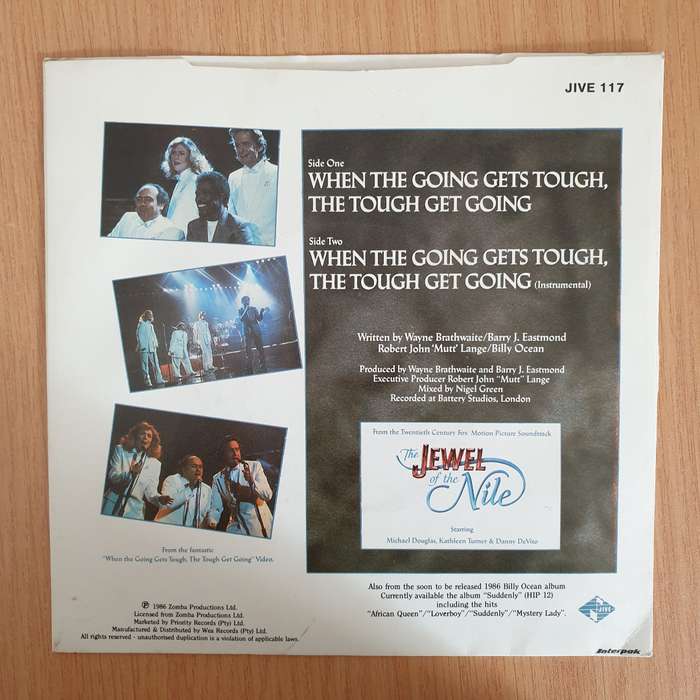 JIVE 117
Side One
WHEN THE GOING GETS TOUGH,
THE TOUGH GET GOING
Side Two
WHEN THE GOING GETS TOUGH,
THE TOUGH GET GOING (Instrumental)
Written by Wayne Brathwaite/Barry J. Eastmond
Robert John 'Mutt' Lange/Billy Ocean
Produced by Wayne Brathwaite and Barry J. Eastmond
Executive Producer Robert John "Mutt" Lange
Mixed by Nigel Green
Recorded at Battery Studios, London
From the Twentieth Century Fox Motion Picture Soundtrack
The JEWEL
of the
Nile
Starring
Michael Douglas, Kathleen Turner & Danny DeVito
From the fantastic
"When the Going Gets Tough, The Tough Get Going" Video.
Also from the soon to be released 1986 Billy Ocean album
Currently available the album "Suddenly" (HIP 12)
including the hits
"African Queen"/"Loverboy"/"Suddenly"/"Mystery Lady".
JIVE
℗ 1986 Zomba Productions Ltd.
Licensed from Zomba Productions Ltd.
Marketed by Priority Records (Pty) Ltd.
Manufactured & Distributed by Wea Records (Pty) Ltd.
All rights reserved - unauthorised duplication is a violation of applicable laws.
Interpak